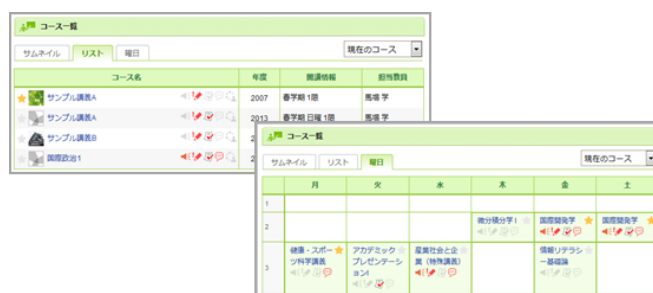 コース一覧
サムネイル リスト 曜日 現在のコース
コース名 年度 開講情報 担当教員
サンプル講義A 2007 春学期 1限 馬場 学
サンプル講義A 2013 春学期 日曜 1限 馬場 学
サンプル講義B 2
国際政治1 2
コース一覧
サムネイル リスト 曜日 現在のコース
月 火 水 木 金 土
1
2 微分積分学I 国際開発学 国際開発学
3 健康・スポー アカデミック 産業社会と企 情報リテラシ
ツ科学講義 プレゼンテーシ 業（特殊講義） ー基礎論
ョンI